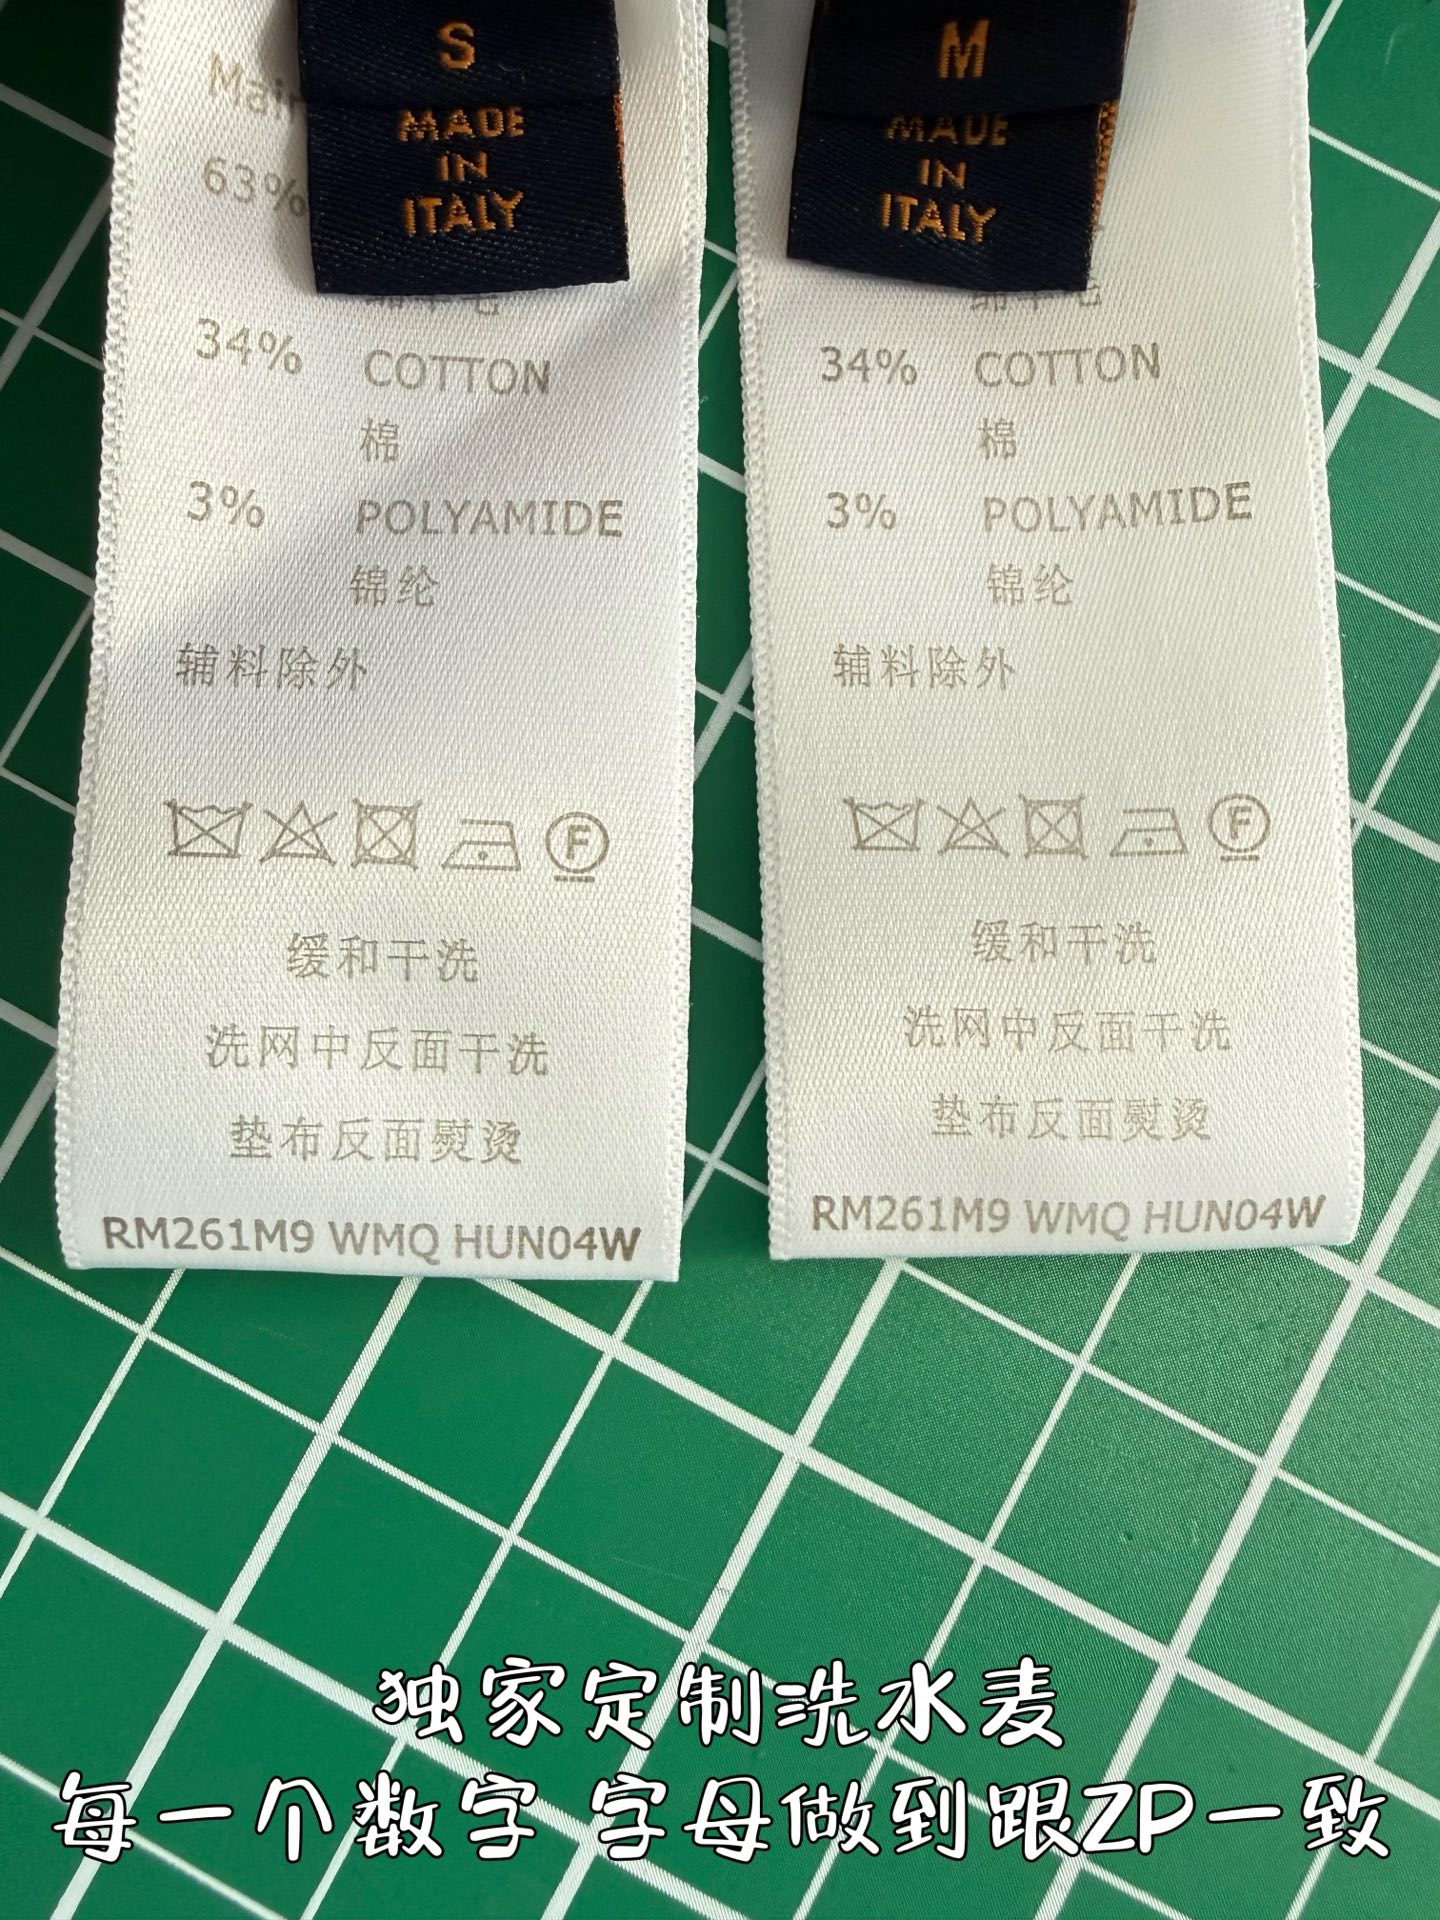 S
MADE
IN
ITALY
63%
34% COTTON
棉
3% POLYAMIDE
锦纶
辅料除外
F
缓和干洗
洗网中反面干洗
垫布反面熨烫
RM261M9 WMQ HUN04W
M
MADE
IN
ITALY
34% COTTON
棉
3% POLYAMIDE
锦纶
辅料除外
F
缓和干洗
洗网中反面干洗
垫布反面熨烫
RM261M9 WMQ HUN04W
独家定制洗水麦
每一个数字 字母做到跟ZP一致